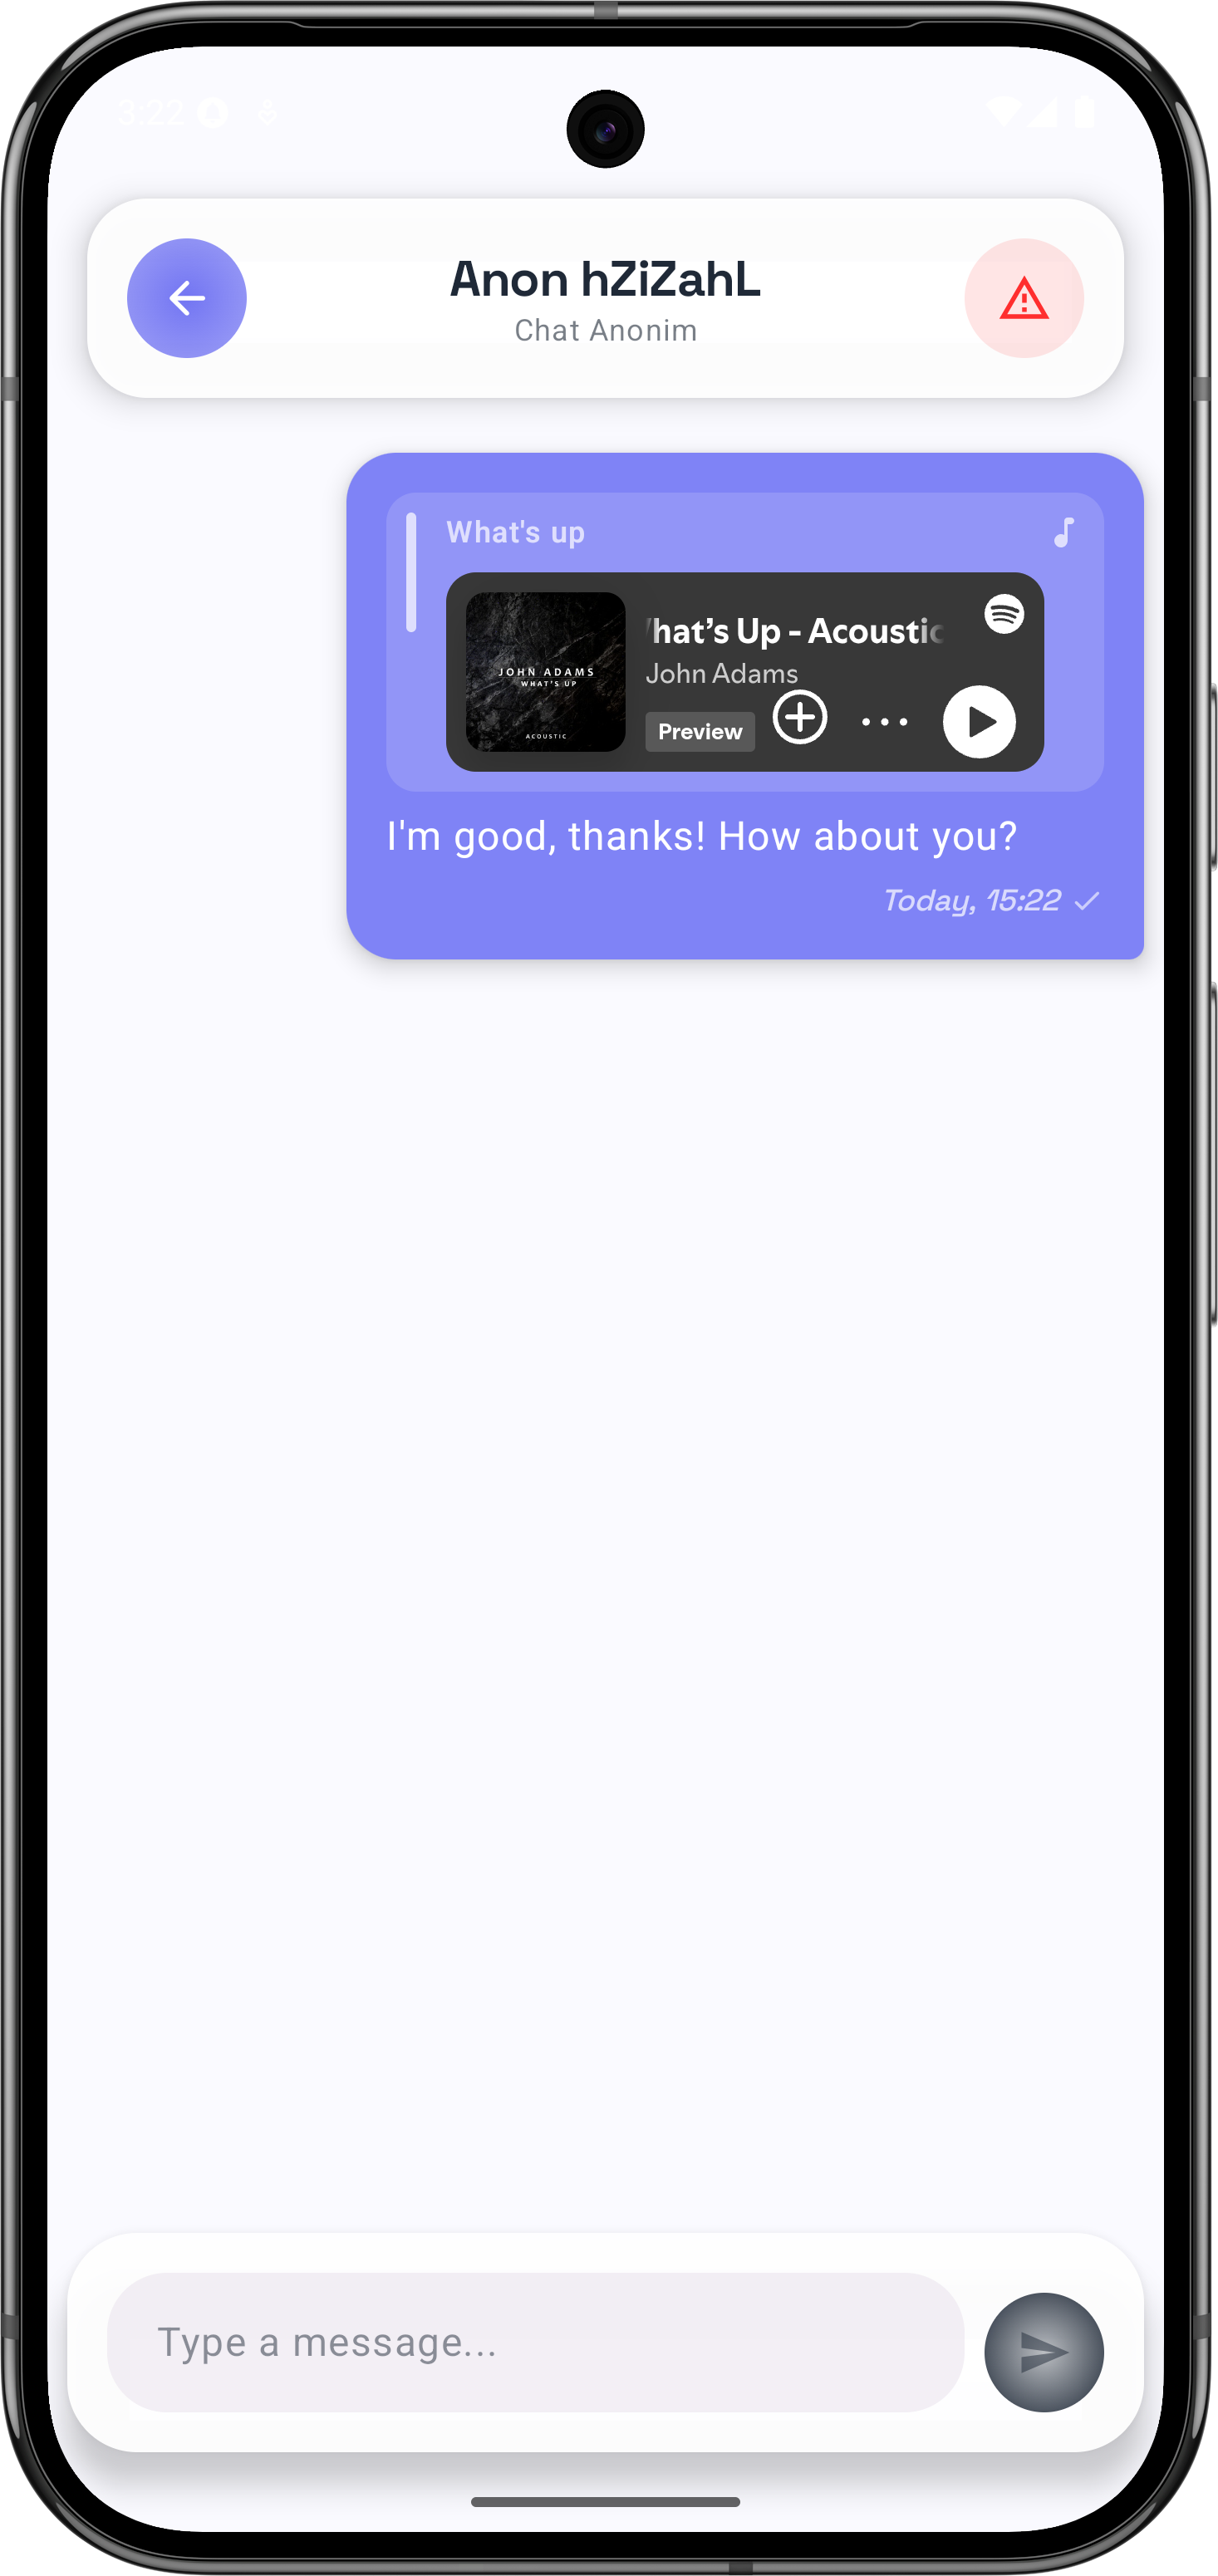 3:22
Anon hZiZahL
Chat Anonim
What's up
hat's Up - Acoustic
JOHN ADAMS
WHAT'S UP
ACOUSTIC
John Adams
Preview
I'm good, thanks! How about you?
Today, 15:22
Type a message...